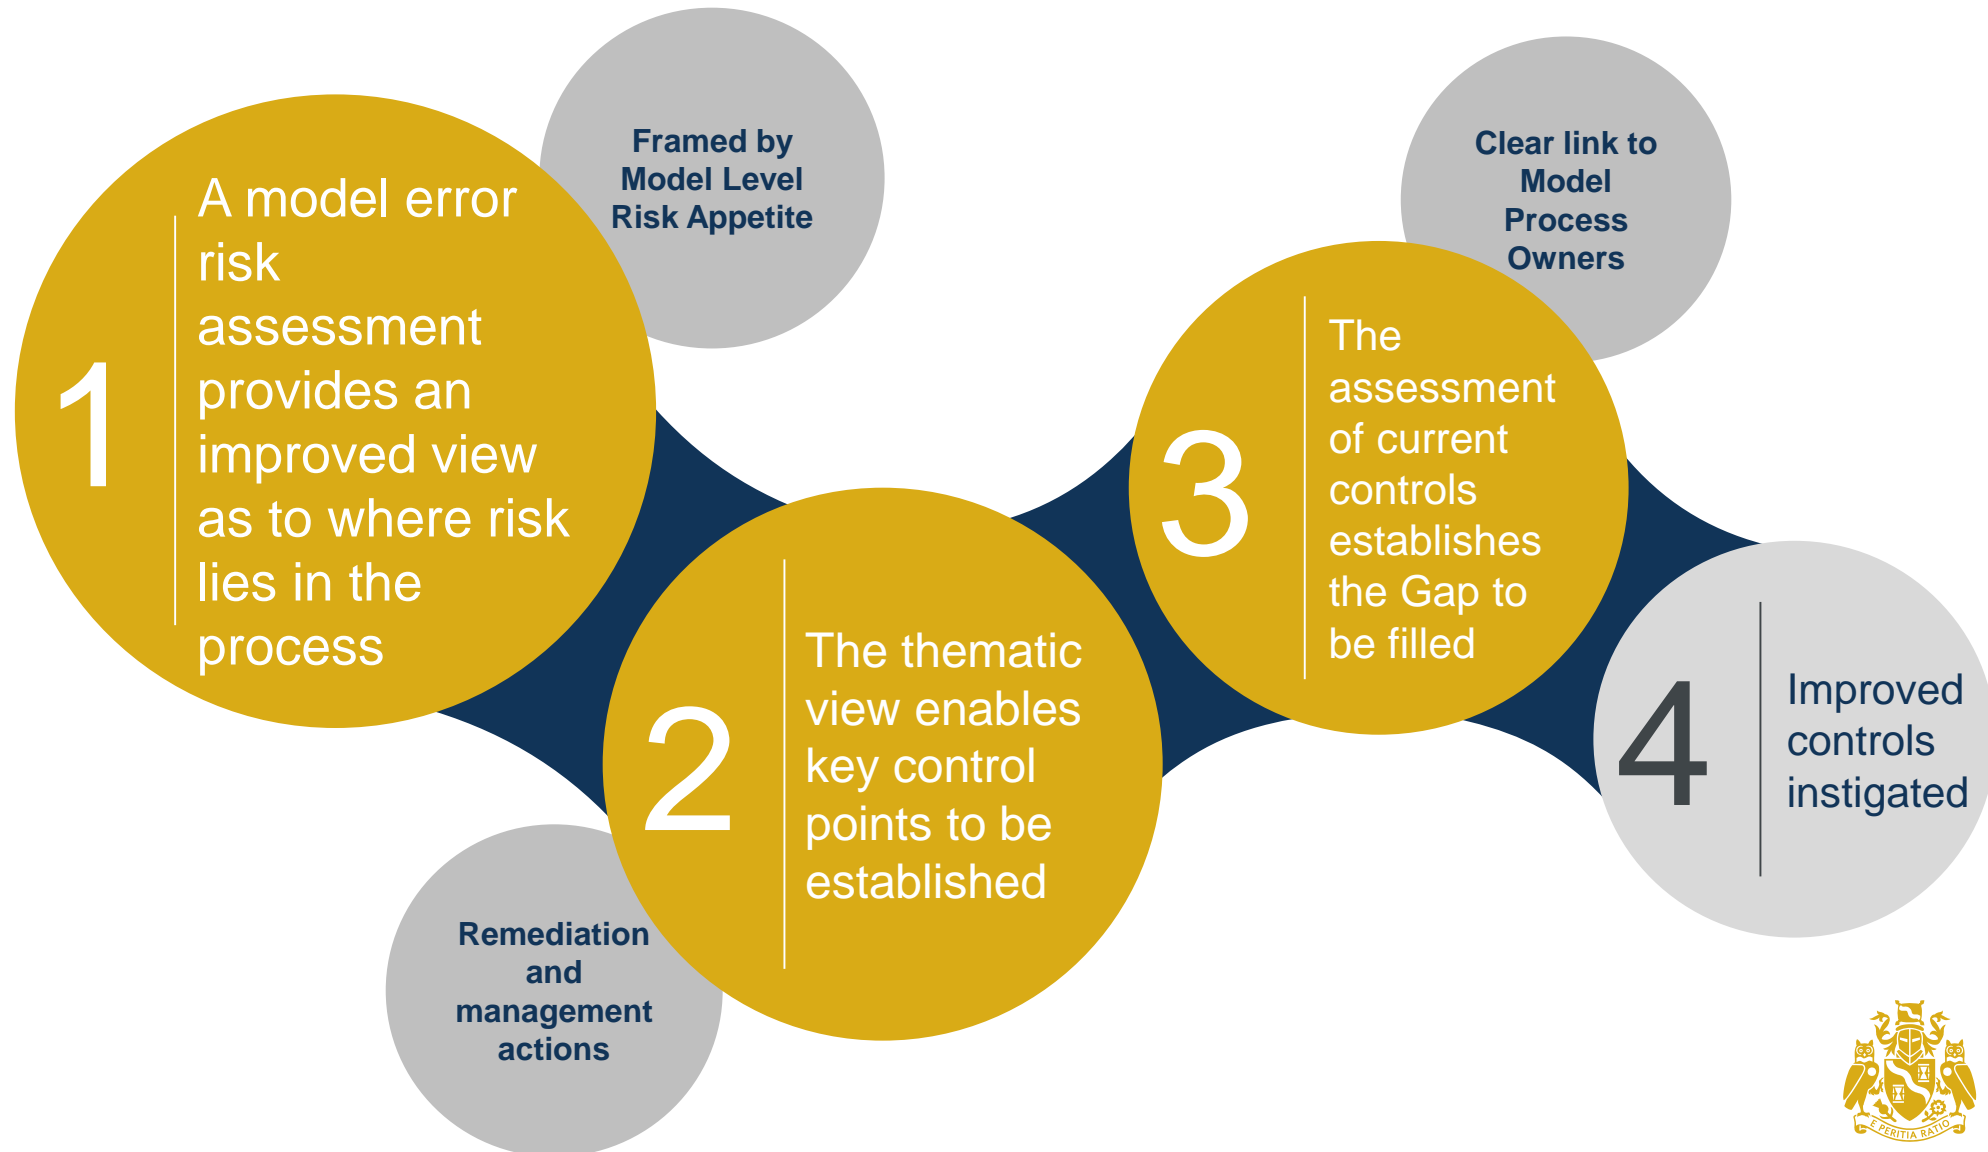 1
A model error
risk
assessment
provides an
improved view
as to where risk
lies in the
process
Framed by
Model Level
Risk Appetite
2
The thematic
view enables
key control
points to be
established
Remediation
and
management
actions
3
The
assessment
of current
controls
establishes
the Gap to
be filled
Clear link to
Model
Process
Owners
4
Improved
controls
instigated
E PERITIA RATIO